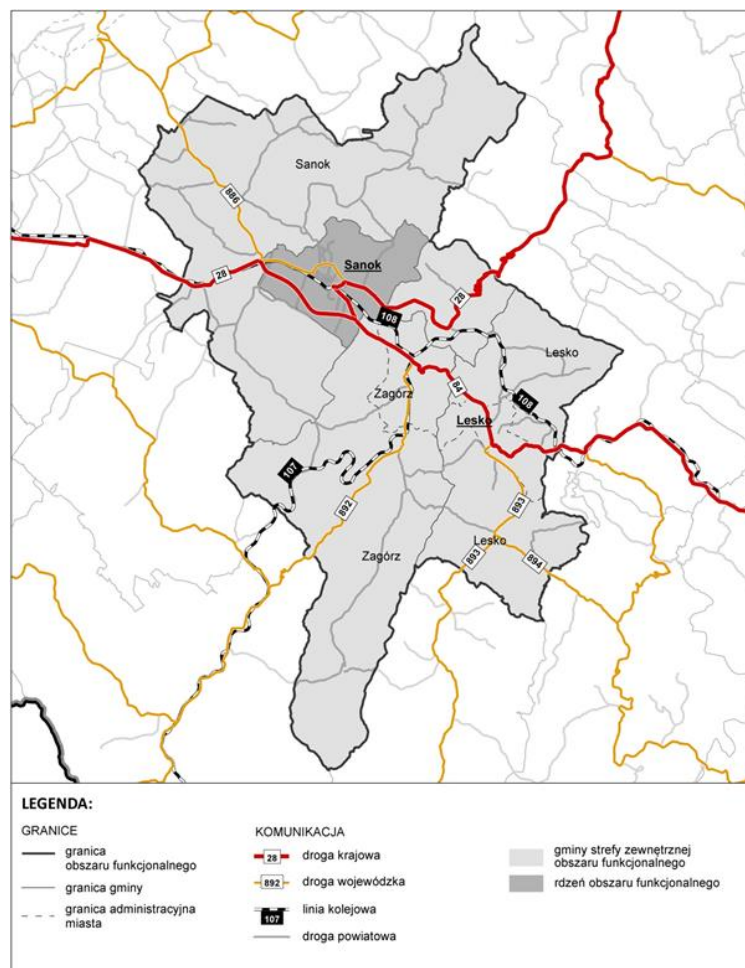 Sanok
886
Sanok
28
28
108
Lesko
Zagórz
84
108
Lesko
107
892
893
Lesko
893
894
Zagórz
LEGENDA:
GRANICE
granica
obszaru funkcjonalnego
granica gminy
granica administracyjna
miasta
KOMUNIKACJA
28 droga krajowa
892 droga wojewódzka
107 linia kolejowa
droga powiatowa
gminy strefy zewnętrznej
obszaru funkcjonalnego
rdzeń obszaru funkcjonalnego